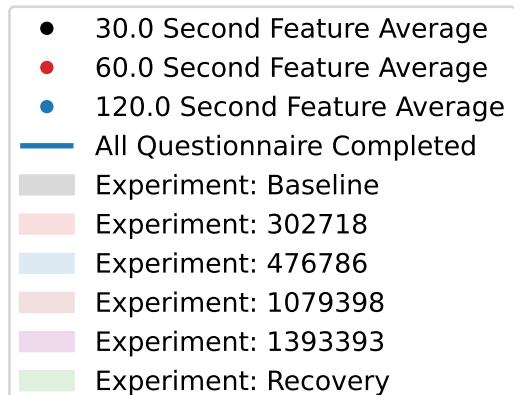 30.0 Second Feature Average
60.0 Second Feature Average
120.0 Second Feature Average
All Questionnaire Completed
Experiment: Baseline
Experiment: 302718
Experiment: 476786
Experiment: 1079398
Experiment: 1393393
Experiment: Recovery